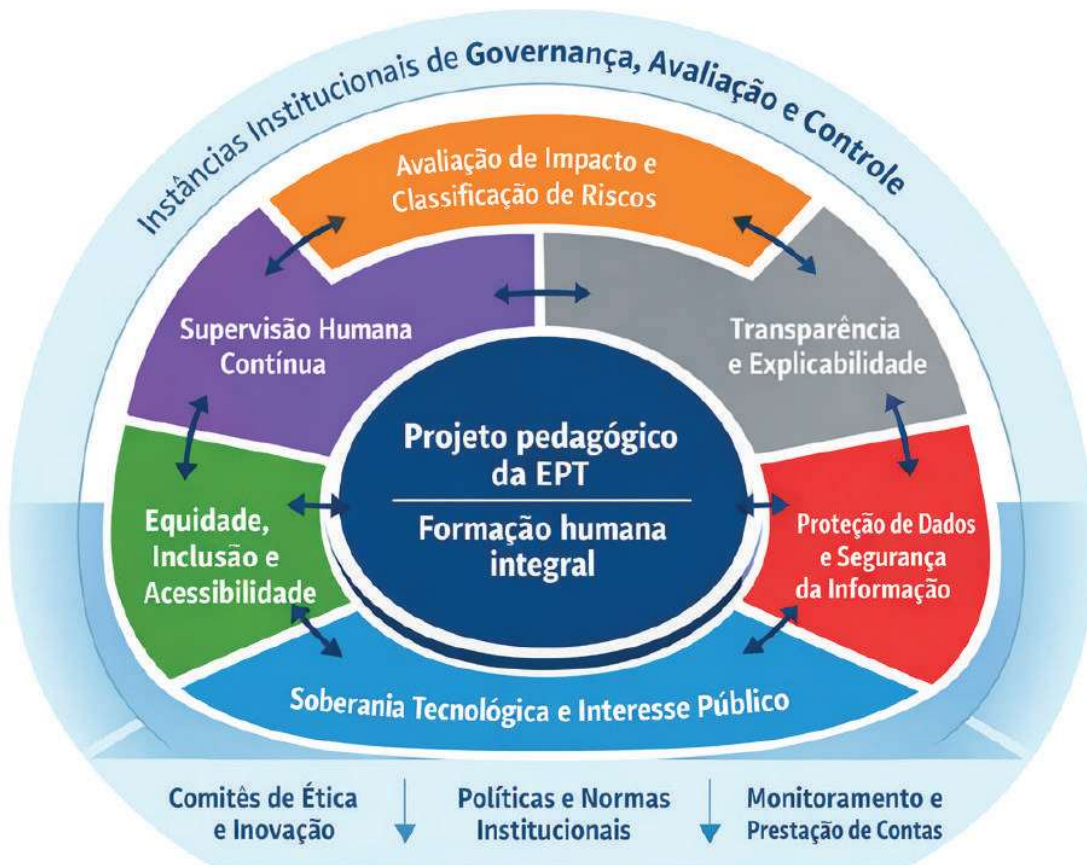 Instâncias Institucionais de Governança, Avaliação e Controle
Avaliação de Impacto e
Classificação de Riscos
Supervisão Humana
Contínua
Transparência
e Explicabilidade
Projeto pedagógico
da EPT
Formação humana
integral
Equidade,
Inclusão e
Acessibilidade
Proteção de Dados
e Segurança
da Informação
Soberania Tecnológica e Interesse Público
Comitês de Ética
e Inovação
Políticas e Normas
Institucionais
Monitoramento e
Prestação de Contas